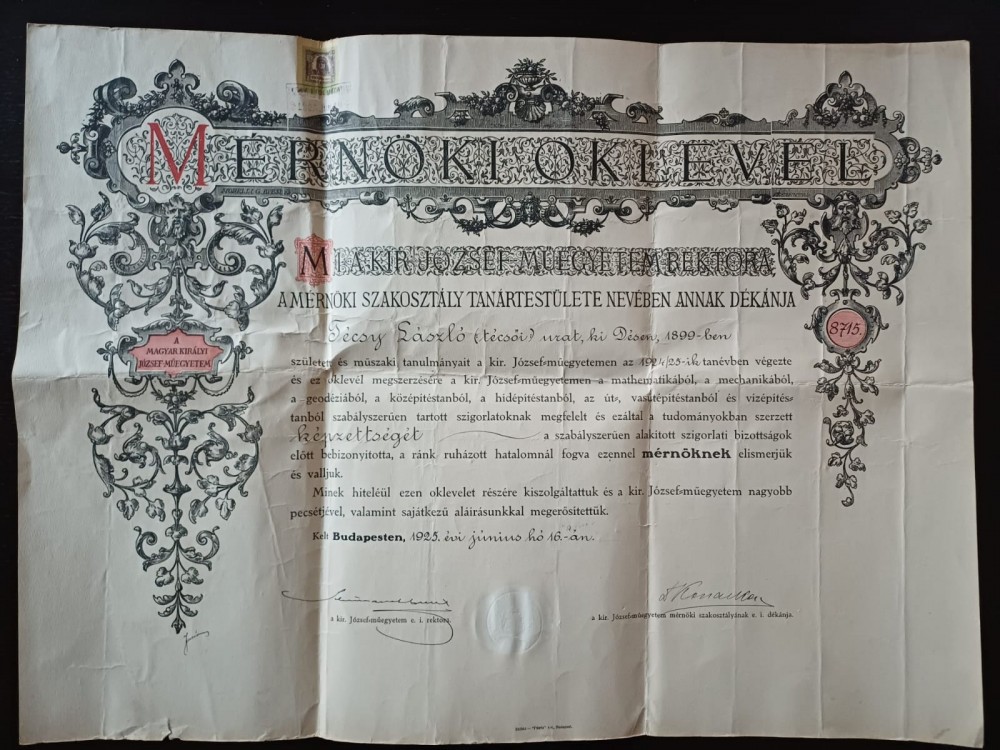 MÉRNÖKI OKLEVÉL
MI A KIR. JÓZSEF-MŰEGYETEM REKTORA
A MÉRNÖKI SZAKOSZTÁLY TANÁRTESTÜLETE NEVÉBEN ANNAK DÉKÁNJA
Técsy László (técsői) urat, ki Désen, 1899-ben
született és műszaki tanulmányait a kir. József-műegyetemen az 1924/25-ik tanévben végezte
és ez oklevél megszerzésére a kir. József-műegyetemen a mathematikából, a mechanikából,
a geodéziából, a középítéstanból, a hídépítéstanból, az út-, vasútépítéstanból és vízépítés-
tanból szabályszerűen tartott szigorlatoknak megfelelt és ezáltal a tudományokban szerzett
képzettségét a szabályszerűen alakított szigorlati bizottságok
előtt bebizonyította, a ránk ruházott hatalomnál fogva ezennel mérnöknek elismerjük
és valljuk.
Minek hiteléül ezen oklevelet részére kiszolgáltattuk és a kir. József-műegyetem nagyobb
pecsétjével, valamint sajátkezű aláírásunkkal megerősítettük.
Kelt Budapesten, 1925. évi június hó 16.-án.
a kir. József-műegyetem e. i. rektora.
a kir. József-műegyetem mérnöki szakosztályának e. i. dékánja.
A
MAGYAR KIRÁLYI
JÓZSEF-MŰEGYETEM
8715.